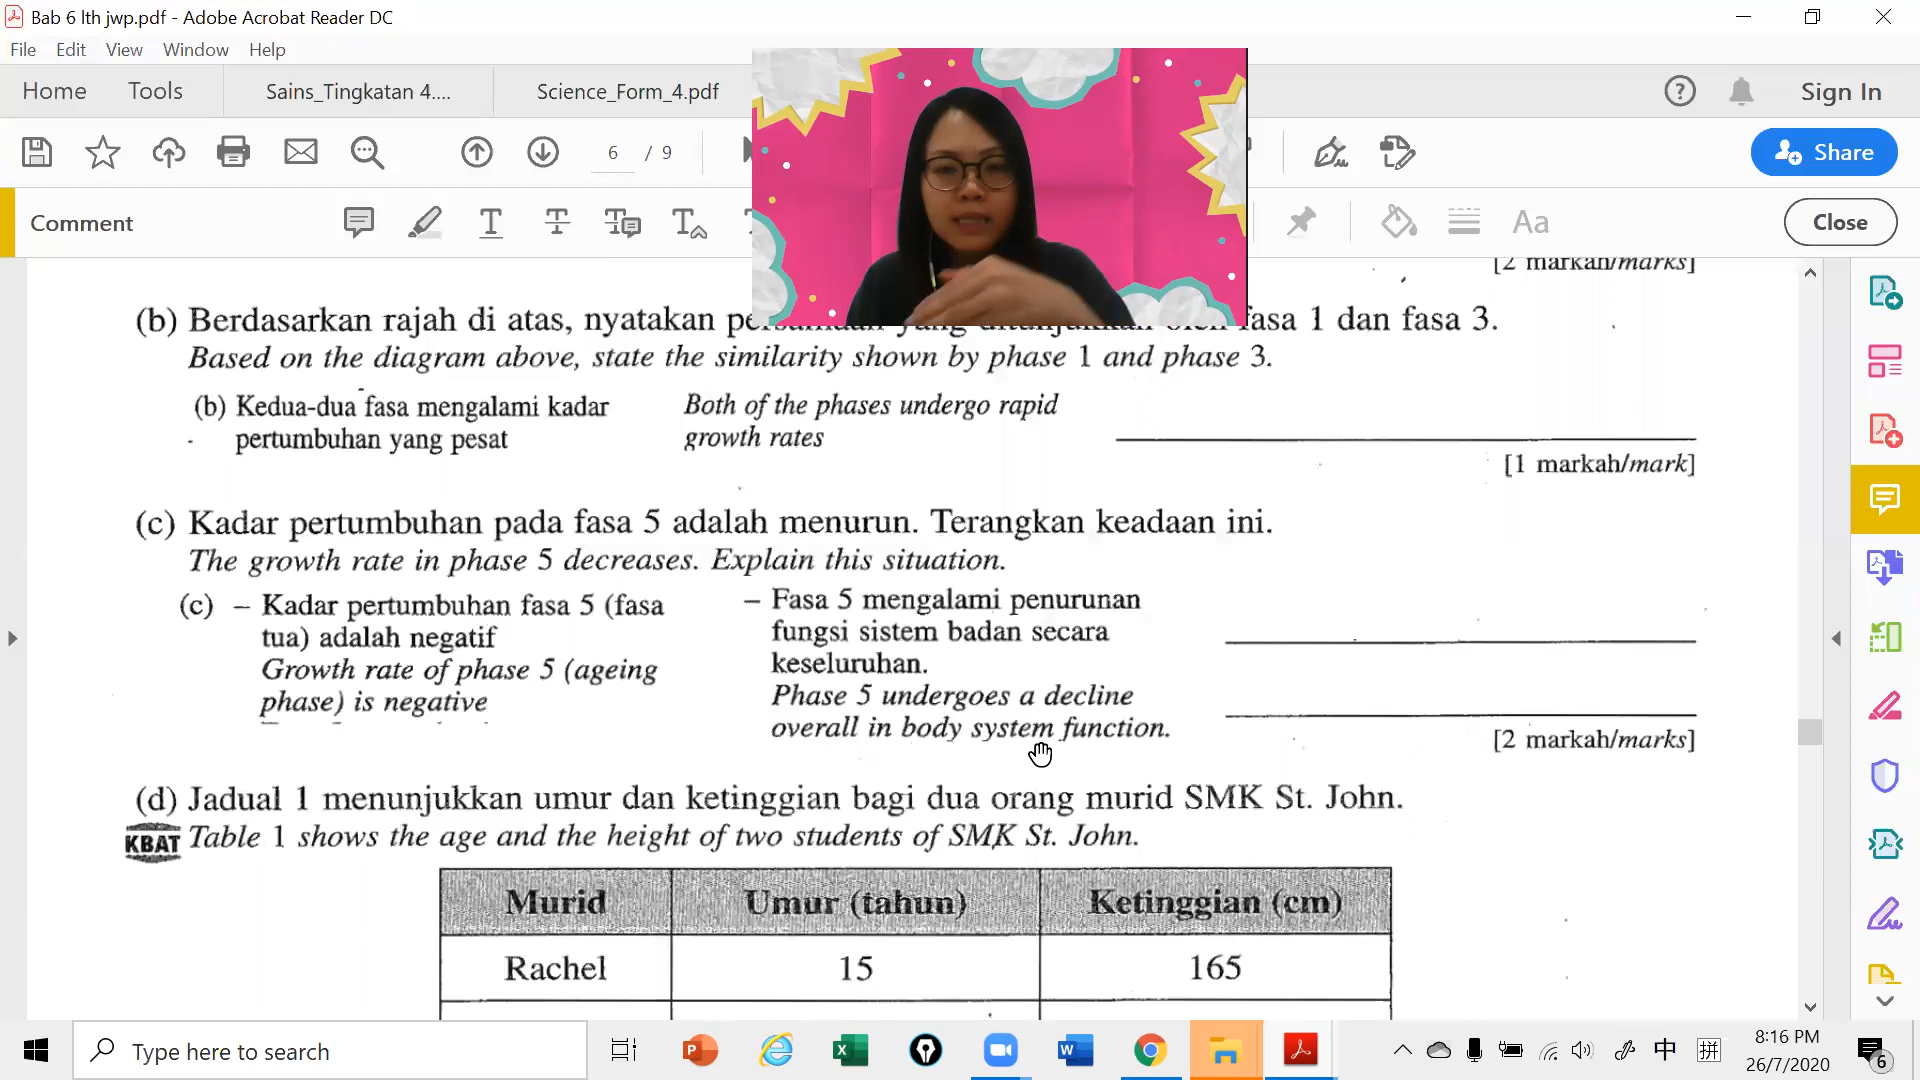 Bab 6 lth jwp.pdf - Adobe Acrobat Reader DC
File Edit View Window Help
Home Tools Sains_Tingkatan 4.... Science_Form_4.pdf Sign In
6 / 9
Share
Comment
Aa
Close
[2 markah/marks]
(b) Berdasarkan rajah di atas, nyatakan fasa 1 dan fasa 3.
Based on the diagram above, state the similarity shown by phase 1 and phase 3.
(b) Kedua-dua fasa mengalami kadar
pertumbuhan yang pesat
Both of the phases undergo rapid
growth rates
[1 markah/mark]
(c) Kadar pertumbuhan pada fasa 5 adalah menurun. Terangkan keadaan ini.
The growth rate in phase 5 decreases. Explain this situation.
(c) – Kadar pertumbuhan fasa 5 (fasa
tua) adalah negatif
Growth rate of phase 5 (ageing
phase) is negative
– Fasa 5 mengalami penurunan
fungsi sistem badan secara
keseluruhan.
Phase 5 undergoes a decline
overall in body system function.
[2 markah/marks]
(d) Jadual 1 menunjukkan umur dan ketinggian bagi dua orang murid SMK St. John.
KBAT Table 1 shows the age and the height of two students of SMK St. John.
Murid Umur (tahun) Ketinggian (cm)
Rachel 15 165
Type here to search
中 拼
8:16 PM
26/7/2020
6